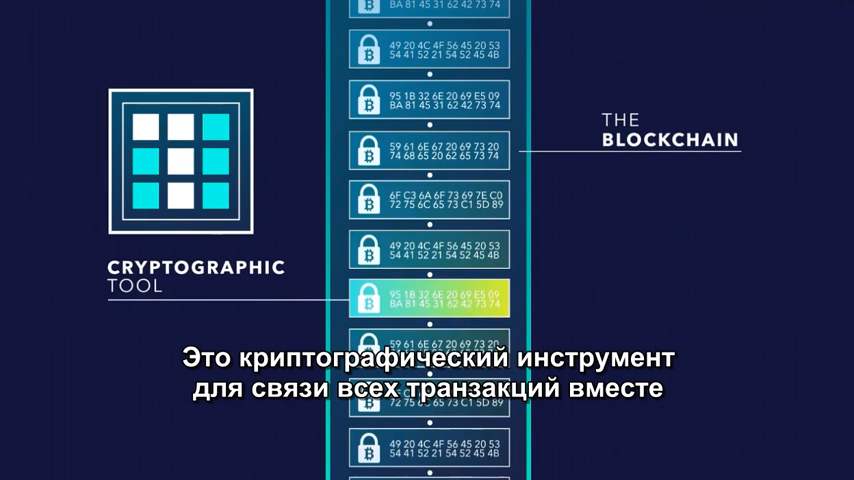 BA 81 45 31 62 42 73 74
49 20 4C 4F 56 45 20 53
54 41 52 21 54 52 45 4B
95 1B 32 6E 20 69 E5 09
BA 81 45 31 62 42 73 74
THE
BLOCKCHAIN
59 61 6E 67 20 69 73 20
74 68 65 20 62 65 73 74
6F C3 6A 6F 73 69 7E C0
72 75 6C 65 73 C1 5D 89
49 20 4C 4F 56 45 20 53
54 41 52 21 54 52 45 4B
CRYPTOGRAPHIC
TOOL
95 1B 32 6E 20 69 E5 09
BA 81 45 31 62 42 73 74
59 61 6E 67 20 69 73 20
Это криптографический инструмент
для связи всех транзакций вместе
72 75 6C 65 73 C1 5D 89
49 20 4C 4F 56 45 20 53
54 41 52 21 54 52 45 4B